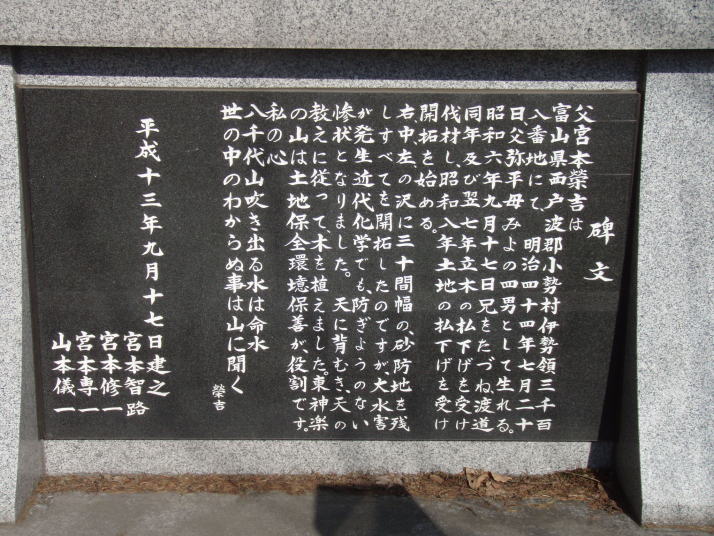 碑文
父宮本榮吉は
富山県西戸波郡小勢村伊勢領三千百
八番地にて、明治四十四年七月二十
日、父弥平母みよの四男として生れる。
昭和六年九月十七日兄をたづね渡道
同年及び翌七年立木の払下げを受け
伐材し、昭和八年土地の払下げを受け
開拓を始める。
右、中、左の沢に三十間幅の、砂防地を残
しすべてを開拓したのですが、大水害
が発生近代化学でも、防ぎようのない
惨状となりました。天に背むき、天の
教えに従って、木を植えました。東神楽
の山は土地保全環境保善が役割です。
私の心
八千代山吹き出る水は命水
世の中のわからぬ事は山に聞く
榮吉
平成十三年九月十七日建之
宮本智路
宮本修一
宮本専一
山本儀一